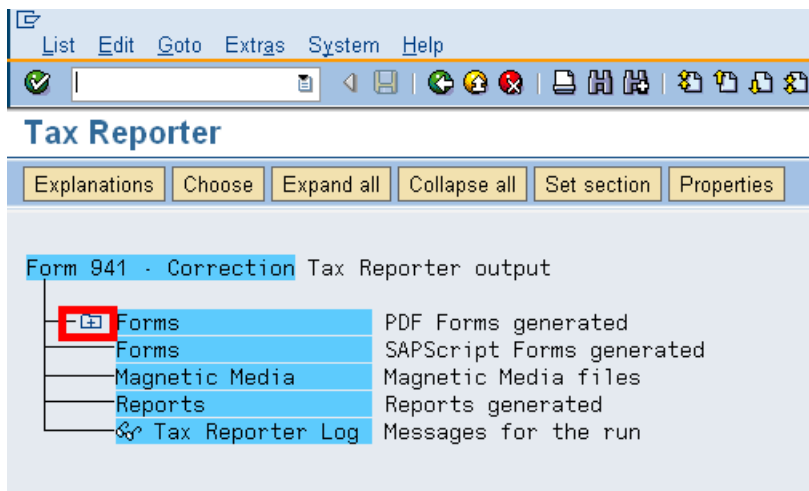 List Edit Goto Extras System Help
Tax Reporter
Explanations Choose Expand all Collapse all Set section Properties
Form 941 - Correction Tax Reporter output
Forms PDF Forms generated
Forms SAPScript Forms generated
Magnetic Media Magnetic Media files
Reports Reports generated
Tax Reporter Log Messages for the run